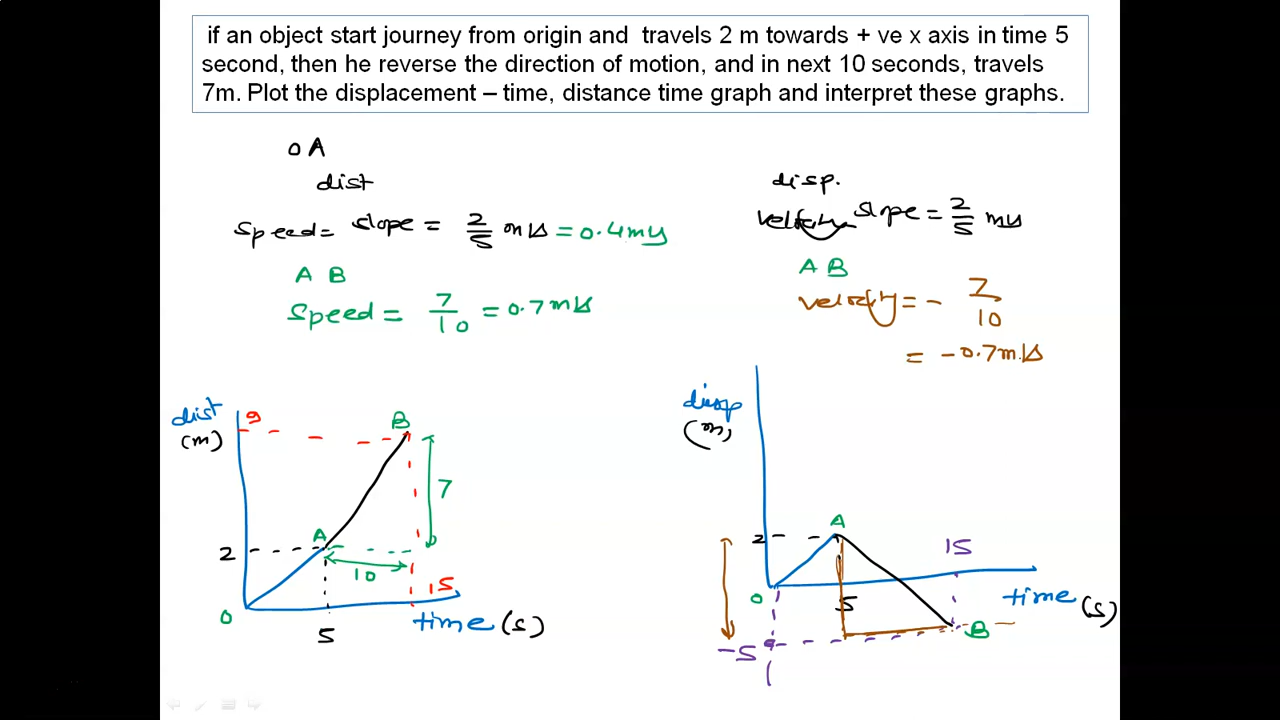 if an object start journey from origin and travels 2 m towards + ve x axis in time 5
second, then he reverse the direction of motion, and in next 10 seconds, travels
7m. Plot the displacement – time, distance time graph and interpret these graphs.
OA
dist
speed = slope = 2/5 m/s = 0.4 m/s
AB
speed = 7/10 = 0.7 m/s
disp.
velocity slope = 2/5 m/s
AB
velocity = - 7/10
= -0.7 m/s
dist
(m)
9
B
7
A
2
10
15
O
5
time (s)
disp
(m)
A
2
15
O
5
time (s)
B
-5